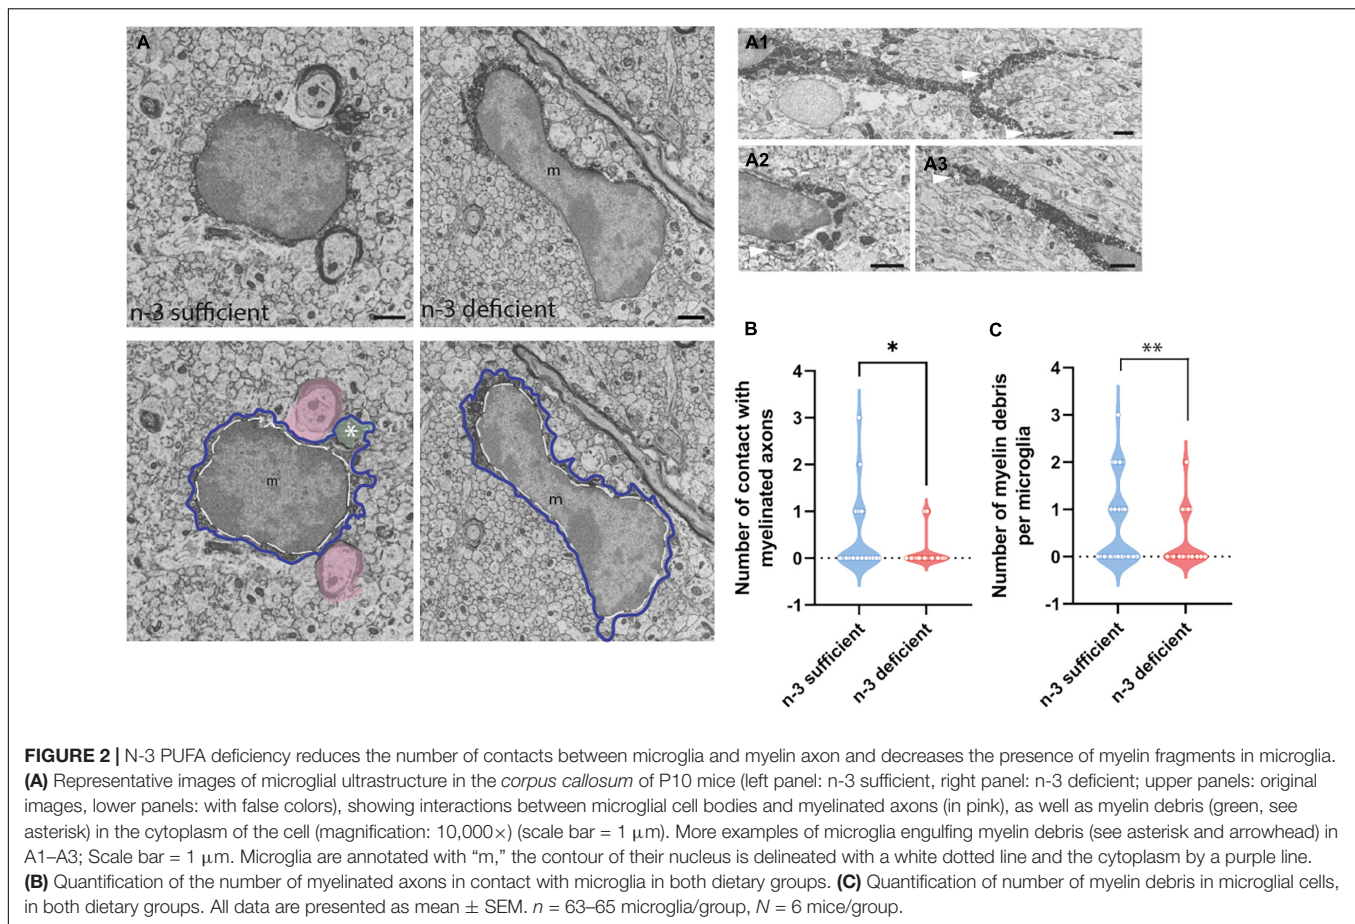 A
n-3 sufficient
n-3 deficient
m
A1
A2
A3
*
m
m
B
*
Number of contact with
myelinated axons
4
3
2
1
0
-1
n-3 sufficient
n-3 deficient
C
**
Number of myelin debris
per microglia
4
3
2
1
0
-1
n-3 sufficient
n-3 deficient
FIGURE 2 | N-3 PUFA deficiency reduces the number of contacts between microglia and myelin axon and decreases the presence of myelin fragments in microglia.
(A) Representative images of microglial ultrastructure in the corpus callosum of P10 mice (left panel: n-3 sufficient, right panel: n-3 deficient; upper panels: original
images, lower panels: with false colors), showing interactions between microglial cell bodies and myelinated axons (in pink), as well as myelin debris (green, see
asterisk) in the cytoplasm of the cell (magnification: 10,000×) (scale bar = 1 μm). More examples of microglia engulfing myelin debris (see asterisk and arrowhead) in
A1–A3; Scale bar = 1 μm. Microglia are annotated with “m,” the contour of their nucleus is delineated with a white dotted line and the cytoplasm by a purple line.
(B) Quantification of the number of myelinated axons in contact with microglia in both dietary groups. (C) Quantification of number of myelin debris in microglial cells,
in both dietary groups. All data are presented as mean ± SEM. n = 63–65 microglia/group, N = 6 mice/group.